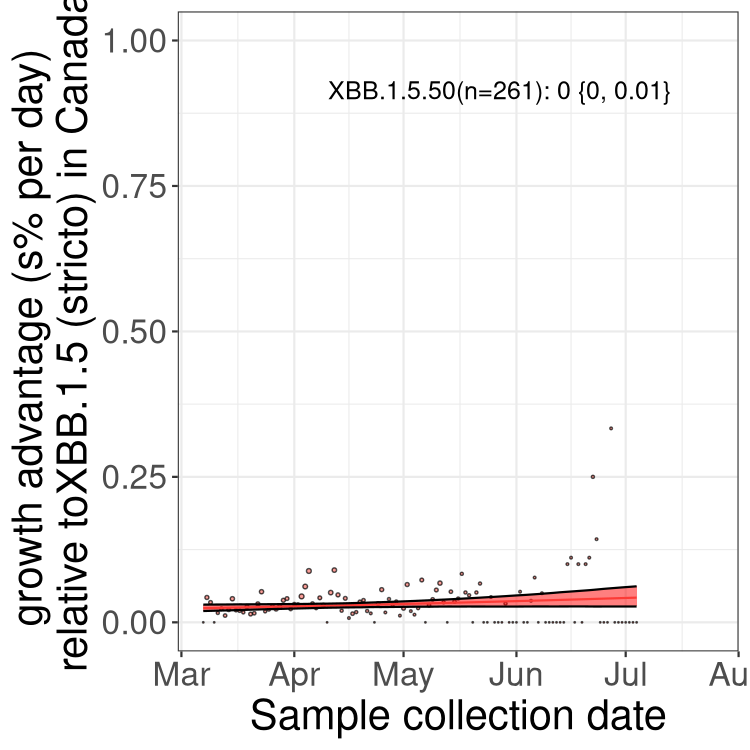 growth advantage (s% per day)
relative toXBB.1.5 (stricto) in Canada
1.00
0.75
0.50
0.25
0.00
XBB.1.5.50(n=261): 0 {0, 0.01}
Mar Apr May Jun Jul Au
Sample collection date